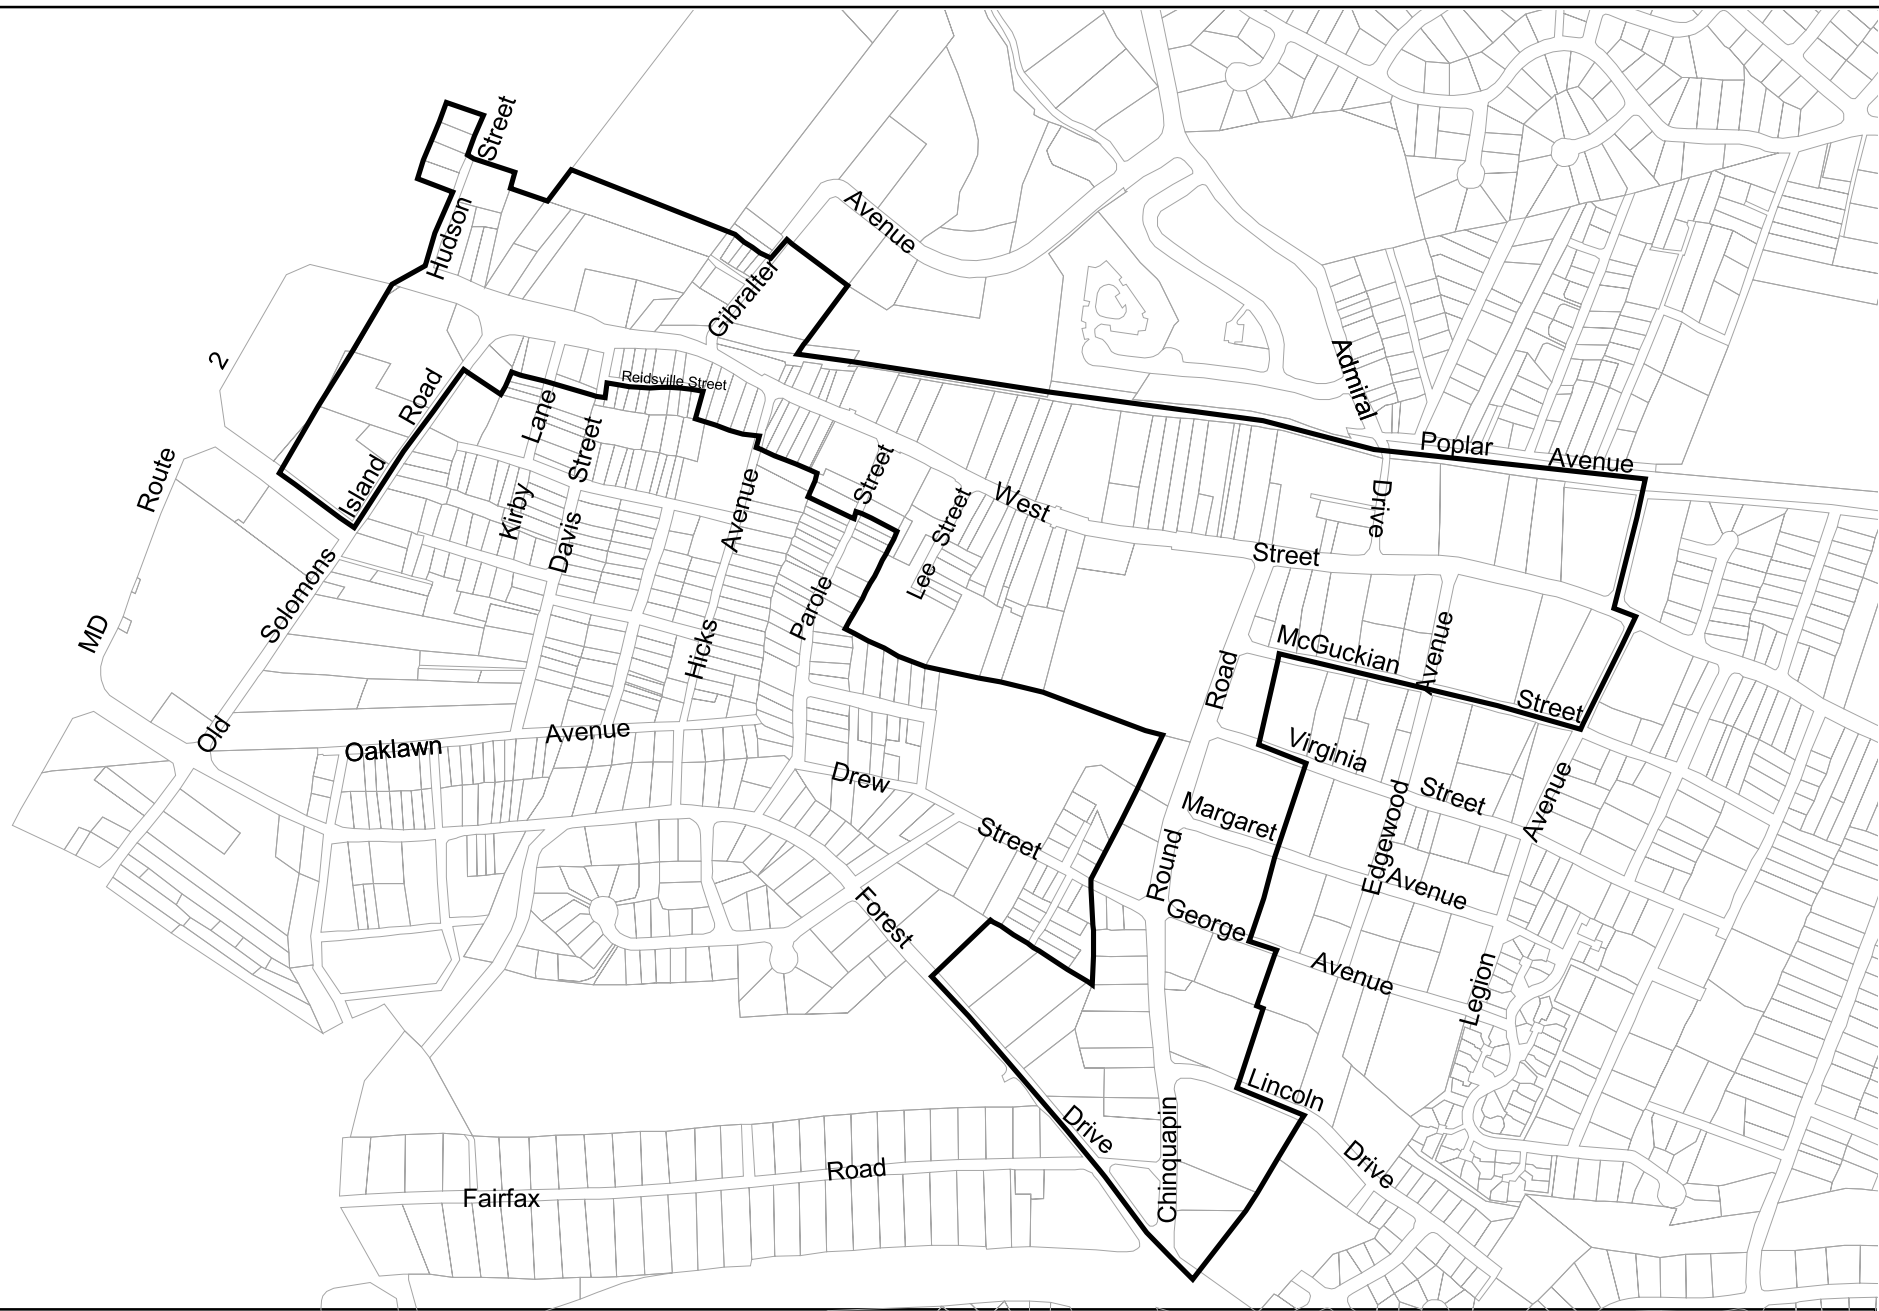 Street
Hudson
Avenue
Gibralter
2
Road
Reidsville Street
Admiral
Lane
Street
Poplar
Avenue
Route
Island
Kirby
Davis
Avenue
Street
Street
Lee
West
Drive
Street
MD
Solomons
Hicks
Parole
McGuckian
Avenue
Street
Road
Old
Oaklawn
Avenue
Virginia
Street
Drew
Street
Margaret
Avenue
Edgewood
Avenue
Round
George
Avenue
Forest
Legion
Lincoln
Drive
Drive
Chinquapin
Fairfax
Road